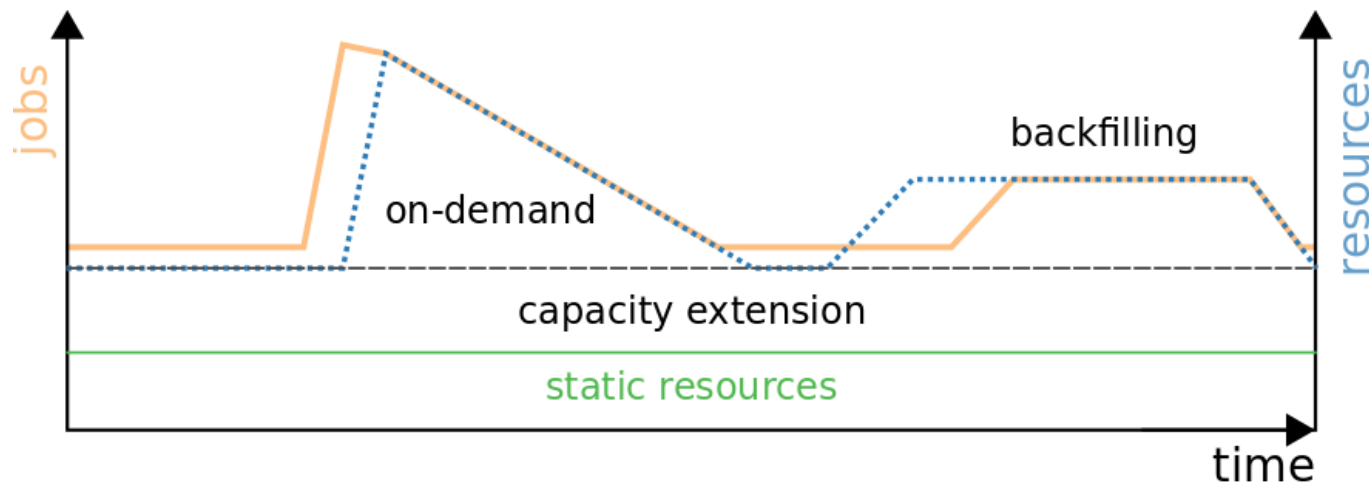 jobs
resources
backfilling
on-demand
capacity extension
static resources
time